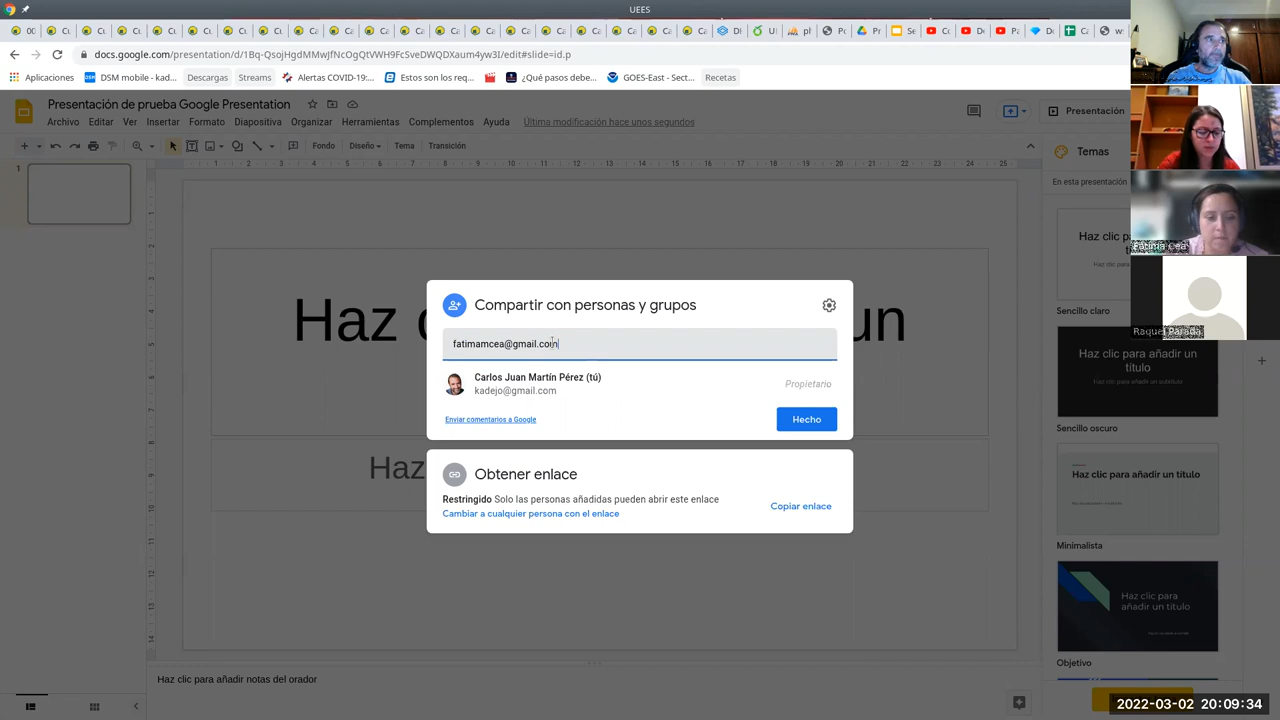 UEES
docs.google.com/presentation/d/1Bq-QsojHgdMMwJfNcOgQtVWH9FcSveDWQDXaum4yw3I/edit#slide=id.p
Aplicaciones DSM mobile - kad... Descargas Streams Alertas COVID-19:... Estos son los req... ¿Qué pasos debe... GOES-East - Sect... Recetas
Presentación de prueba Google Presentation
Presentación
Archivo Editar Ver Insertar Formato Diapositiva Organizar Herramientas Complementos Ayuda Última modificación hace unos segundos
Fondo Diseño Tema Transición
Temas
En esta presentación
1
Haz
un
Haz
Compartir con personas y grupos
fatimamcea@gmail.com
Carlos Juan Martín Pérez (tú)
kadejo@gmail.com
Propietario
Enviar comentarios a Google
Hecho
Obtener enlace
Restringido Solo las personas añadidas pueden abrir este enlace
Cambiar a cualquier persona con el enlace
Copiar enlace
Sencillo claro
Haz clic para añadir un
título
Haz clic para añadir un subtítulo
Sencillo oscuro
Haz clic para añadir un título
Minimalista
Haz clic para
añadir un título
Objetivo
Haz clic para añadir notas del orador
Fatima Cea
Raquel Parada
2022-03-02 20:09:34